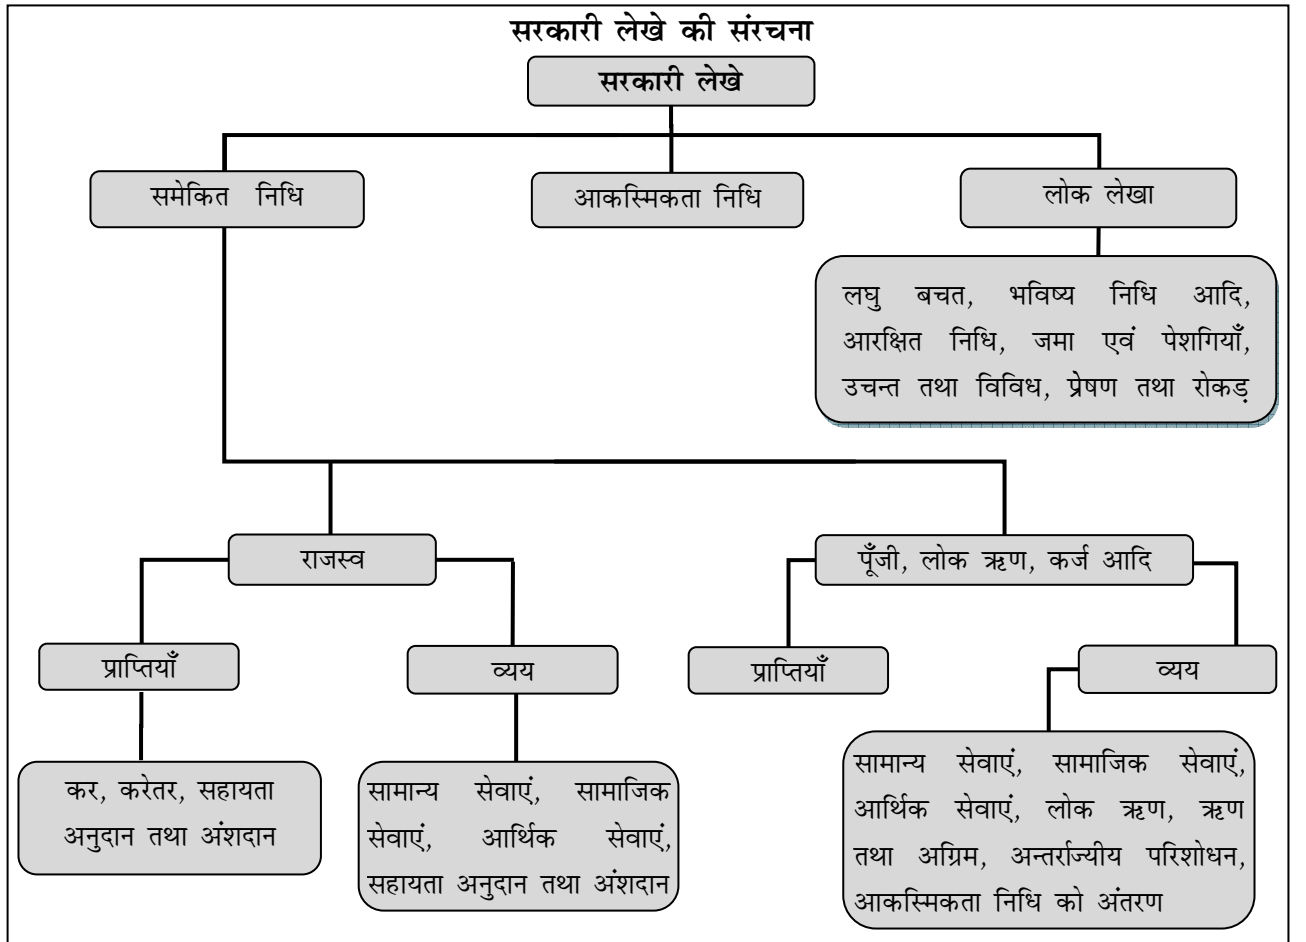 सरकारी लेखे की संरचना
सरकारी लेखे
समेकित निधि
आकस्मिकता निधि
लोक लेखा
लघु बचत, भविष्य निधि आदि,
आरक्षित निधि, जमा एवं पेशगियाँ,
उचन्त तथा विविध, प्रेषण तथा रोकड़
राजस्व
पूँजी, लोक ऋण, कर्ज आदि
प्राप्तियाँ
व्यय
प्राप्तियाँ
व्यय
कर, करेतर, सहायता
अनुदान तथा अंशदान
सामान्य सेवाएं, सामाजिक
सेवाएं, आर्थिक सेवाएं,
सहायता अनुदान तथा अंशदान
सामान्य सेवाएं, सामाजिक सेवाएं,
आर्थिक सेवाएं, लोक ऋण, ऋण
तथा अग्रिम, अन्तर्राज्यीय परिशोधन,
आकस्मिकता निधि को अंतरण